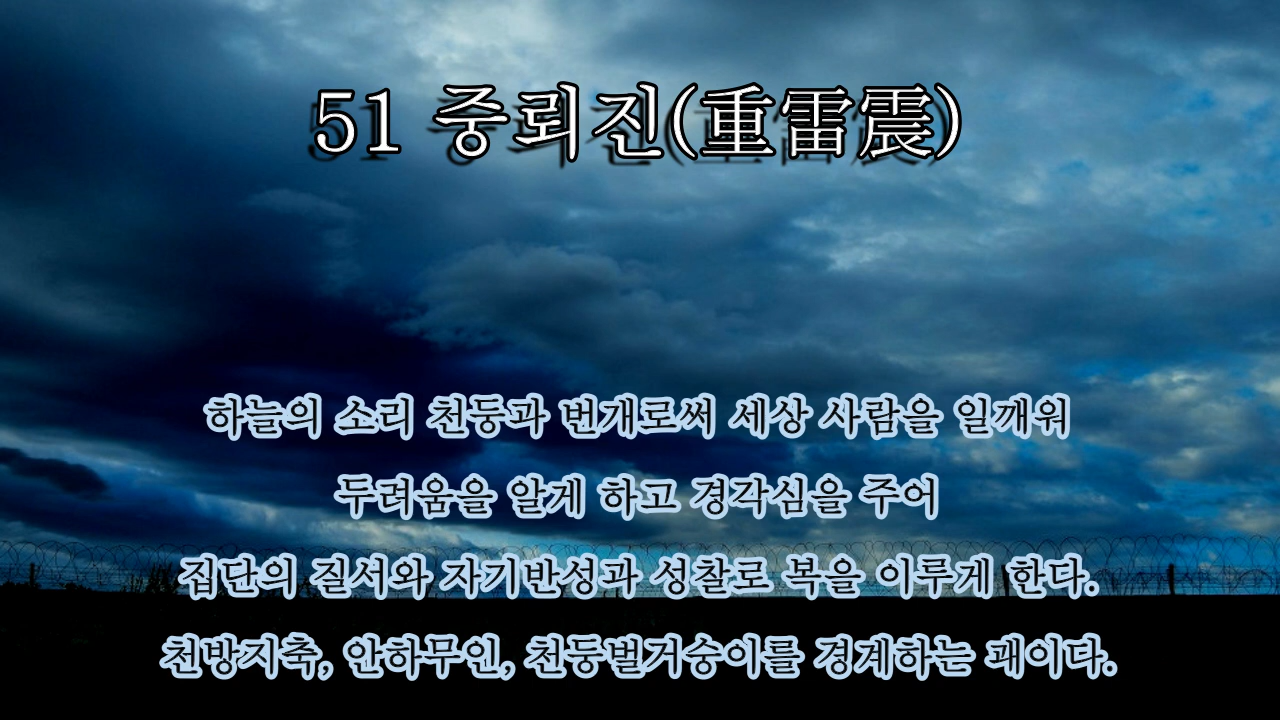 51 중뢰진(重雷震)
하늘의 소리 천둥과 번개로써 세상 사람을 일깨워
두려움을 알게 하고 경각심을 주어
집단의 질서와 자기반성과 성찰로 복을 이루게 한다.
천방지축, 안하무인, 천둥벌거숭이를 경계하는 괘이다.